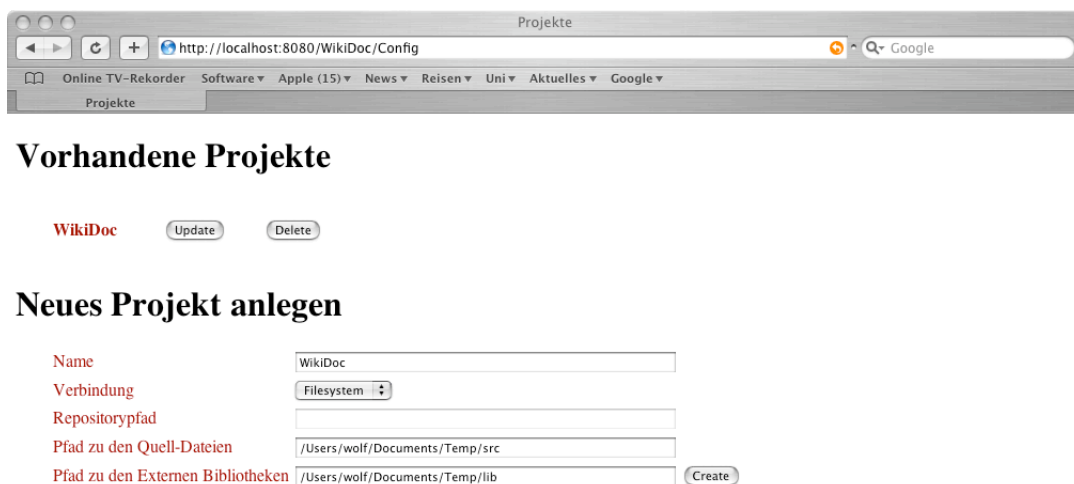 Projekte
http://localhost:8080/WikiDoc/Config
Google
Online TV-Rekorder Software Apple (15) News Reisen Uni Aktuelles Google
Projekte
Vorhandene Projekte
WikiDoc Update Delete
Neues Projekt anlegen
Name WikiDoc
Verbindung Filesystem
Repositorypfad
Pfad zu den Quell-Dateien /Users/wolf/Documents/Temp/src
Pfad zu den Externen Bibliotheken /Users/wolf/Documents/Temp/lib Create